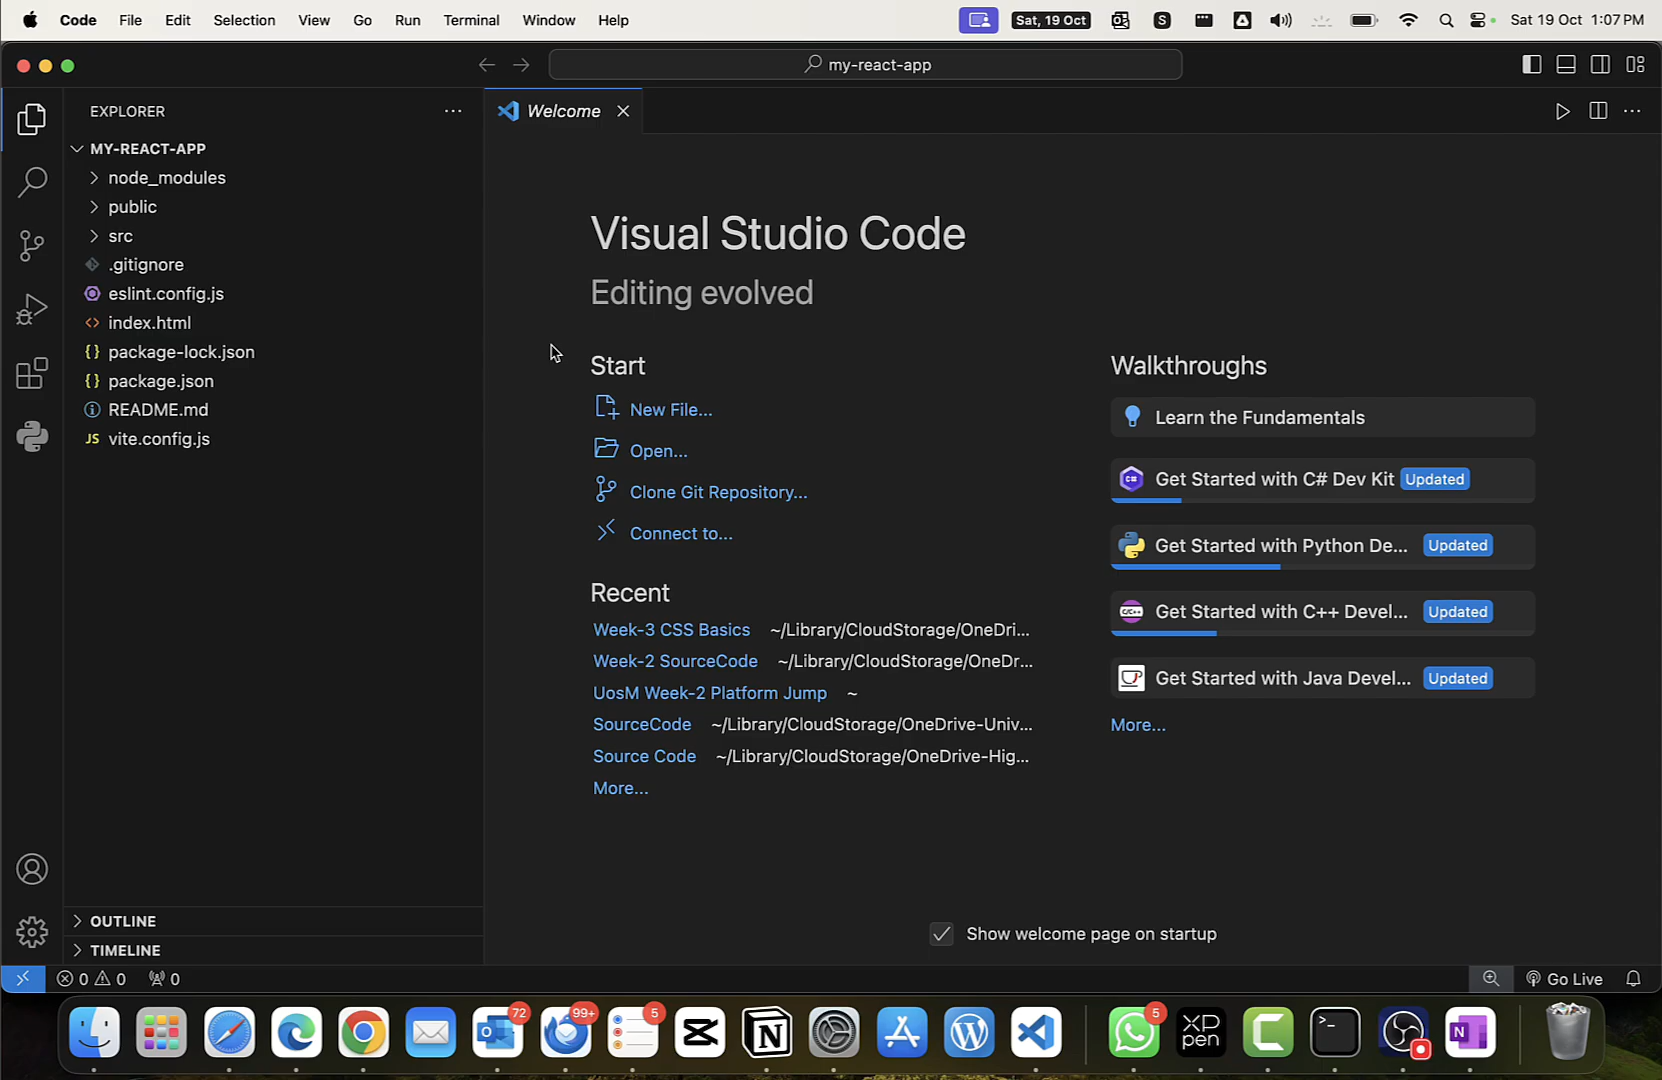 Code File Edit Selection View Go Run Terminal Window Help
Sat, 19 Oct
S
Sat 19 Oct 1:07 PM
my-react-app
EXPLORER
Welcome
MY-REACT-APP
node_modules
public
src
.gitignore
eslint.config.js
<> index.html
{} package-lock.json
{} package.json
README.md
JS vite.config.js
OUTLINE
TIMELINE
Visual Studio Code
Editing evolved
Start
New File...
Open...
Clone Git Repository...
Connect to...
Recent
Week-3 CSS Basics ~/Library/CloudStorage/OneDri...
Week-2 SourceCode ~/Library/CloudStorage/OneDr...
UosM Week-2 Platform Jump ~
SourceCode ~/Library/CloudStorage/OneDrive-Univ...
Source Code ~/Library/CloudStorage/OneDrive-Hig...
More...
Walkthroughs
Learn the Fundamentals
C# Get Started with C# Dev Kit Updated
Get Started with Python De... Updated
C++ Get Started with C++ Devel... Updated
Get Started with Java Devel... Updated
More...
Show welcome page on startup
0 0 0
Go Live
72 99+ 5 5
XP
pen
N